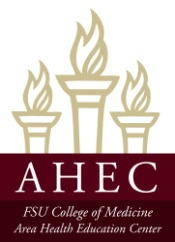 AHEC
FSU College of Medicine
Area Health Education Center